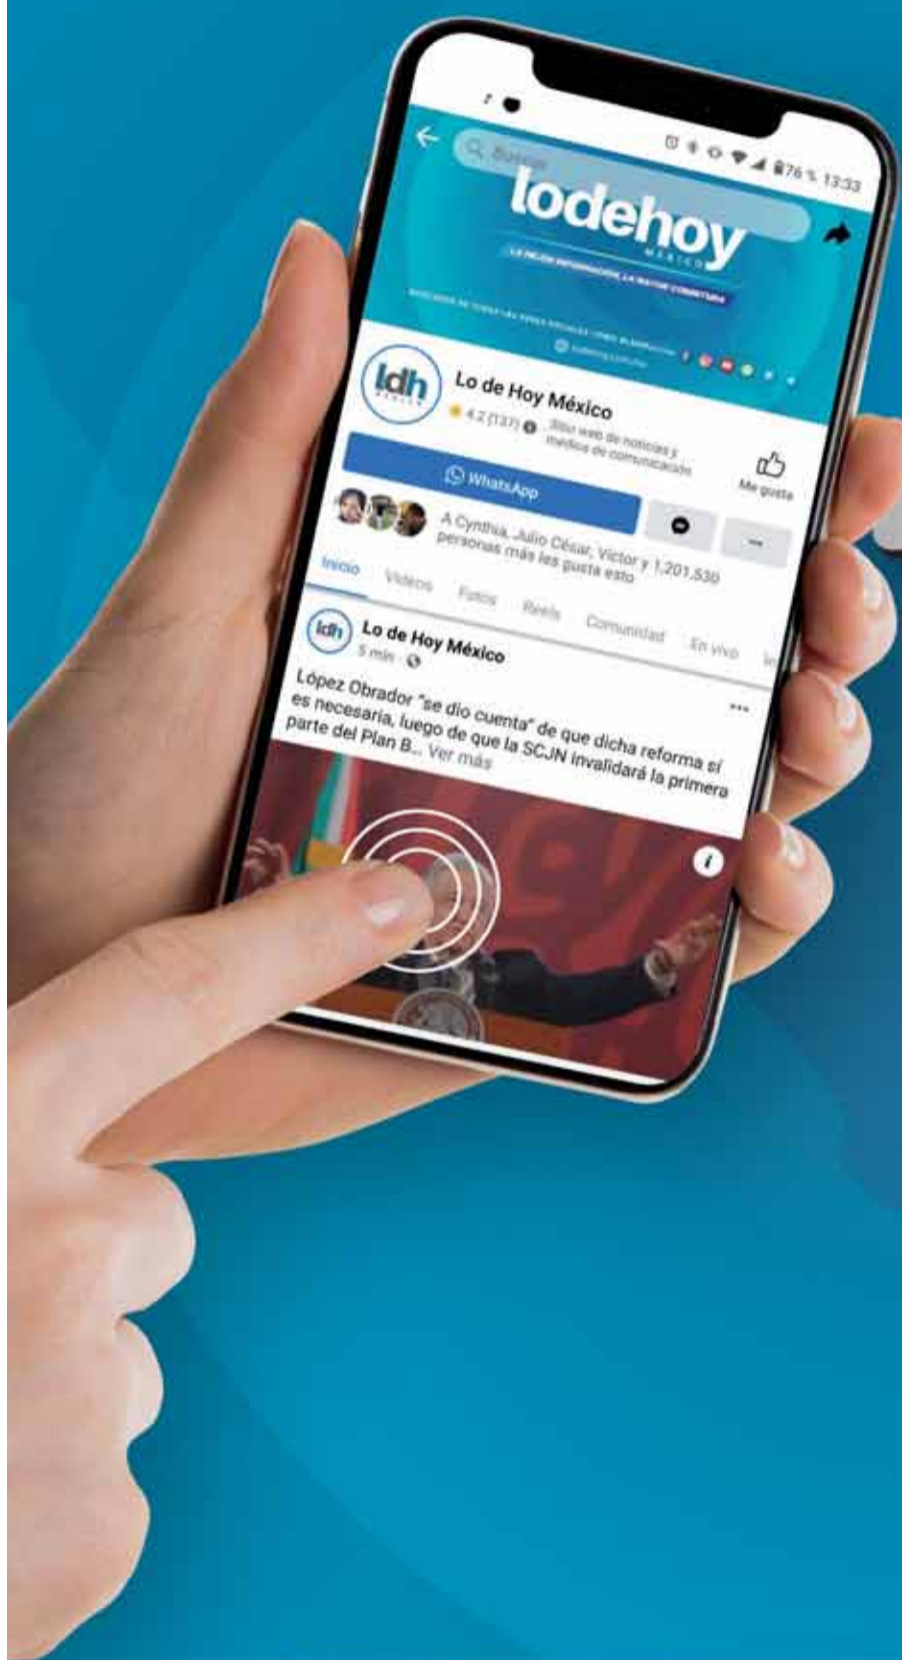 76 % 13:33
Buscar
lodehoy
MÉXICO
LA MEJOR INFORMACIÓN, LA MAYOR COBERTURA
ldh
MÉXICO
Lo de Hoy México
4.2 (137) Sitio web de noticias y
medios de comunicación
Me gusta
WhatsApp
A Cynthia, Julio César, Victor y 1,201,530
personas más les gusta esto
Inicio Videos Fotos Reels Comunidad En vivo
ldh
Lo de Hoy México
5 min
López Obrador "se dio cuenta" de que dicha reforma sí
es necesaria, luego de que la SCJN invalidará la primera
parte del Plan B... Ver más